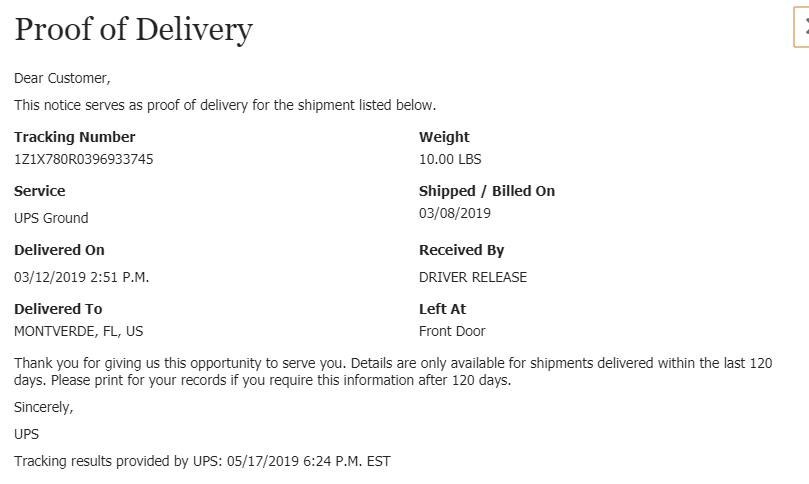 Proof of Delivery
Dear Customer,
This notice serves as proof of delivery for the shipment listed below.
Tracking Number
1Z1X780R0396933745
Weight
10.00 LBS
Service
UPS Ground
Shipped / Billed On
03/08/2019
Delivered On
03/12/2019 2:51 P.M.
Received By
DRIVER RELEASE
Delivered To
MONTVERDE, FL, US
Left At
Front Door
Thank you for giving us this opportunity to serve you. Details are only available for shipments delivered within the last 120
days. Please print for your records if you require this information after 120 days.
Sincerely,
UPS
Tracking results provided by UPS: 05/17/2019 6:24 P.M. EST